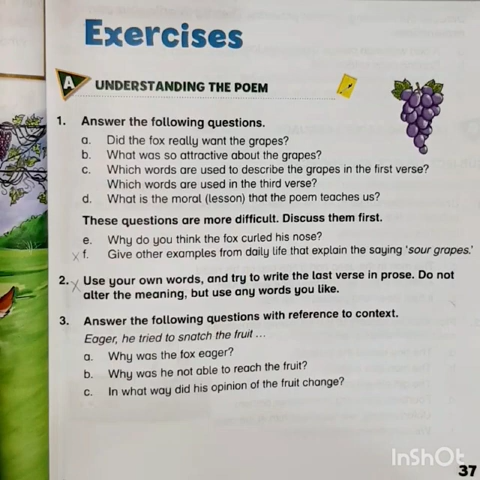 Exercises
A UNDERSTANDING THE POEM
1. Answer the following questions.
a. Did the fox really want the grapes?
b. What was so attractive about the grapes?
c. Which words are used to describe the grapes in the first verse?
Which words are used in the third verse?
d. What is the moral (lesson) that the poem teaches us?
These questions are more difficult. Discuss them first.
e. Why do you think the fox curled his nose?
x f. Give other examples from daily life that explain the saying 'sour grapes.'
2. x Use your own words, and try to write the last verse in prose. Do not
alter the meaning, but use any words you like.
3. Answer the following questions with reference to context.
Eager, he tried to snatch the fruit ...
a. Why was the fox eager?
b. Why was he not able to reach the fruit?
c. In what way did his opinion of the fruit change?
InShOt
37